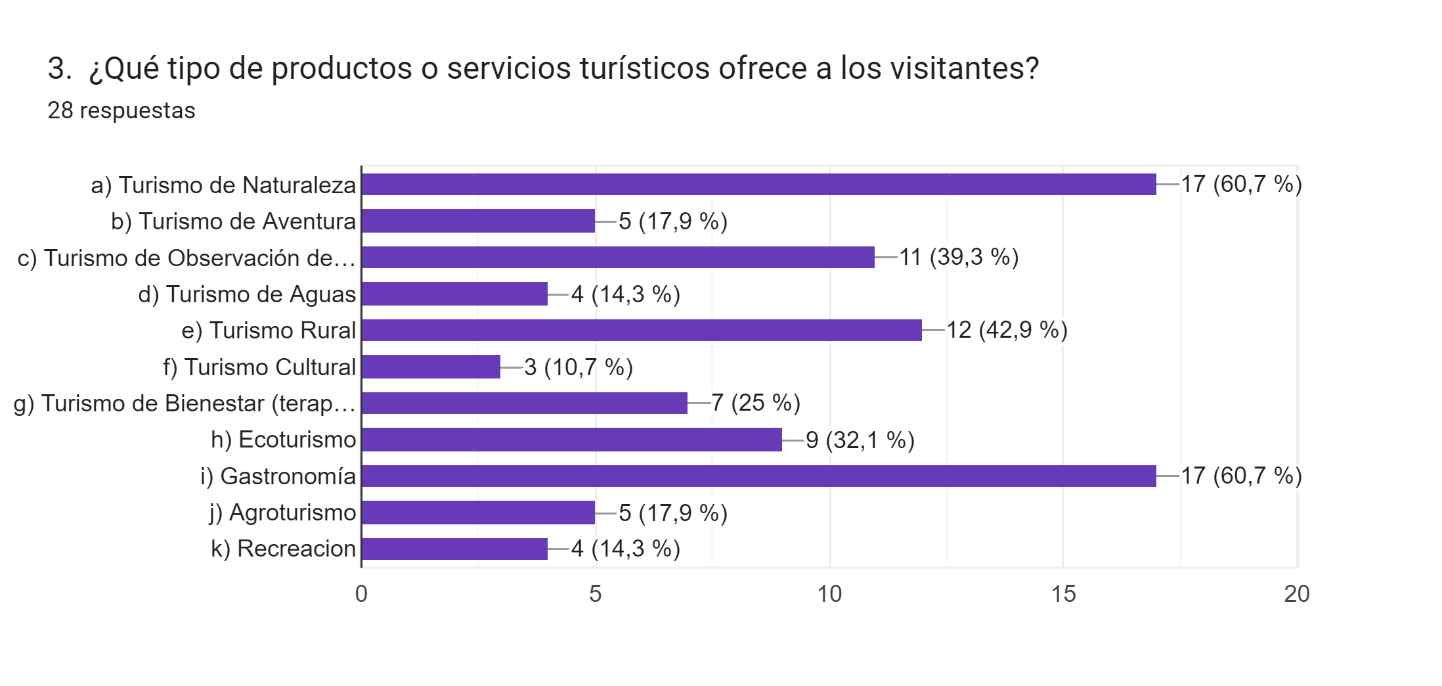 3. ¿Qué tipo de productos o servicios turísticos ofrece a los visitantes?
28 respuestas
a) Turismo de Naturaleza 17 (60,7 %)
b) Turismo de Aventura 5 (17,9 %)
c) Turismo de Observación de… 11 (39,3 %)
d) Turismo de Aguas 4 (14,3 %)
e) Turismo Rural 12 (42,9 %)
f) Turismo Cultural 3 (10,7 %)
g) Turismo de Bienestar (terap… 7 (25 %)
h) Ecoturismo 9 (32,1 %)
i) Gastronomía 17 (60,7 %)
j) Agroturismo 5 (17,9 %)
k) Recreacion 4 (14,3 %)
0 5 10 15 20